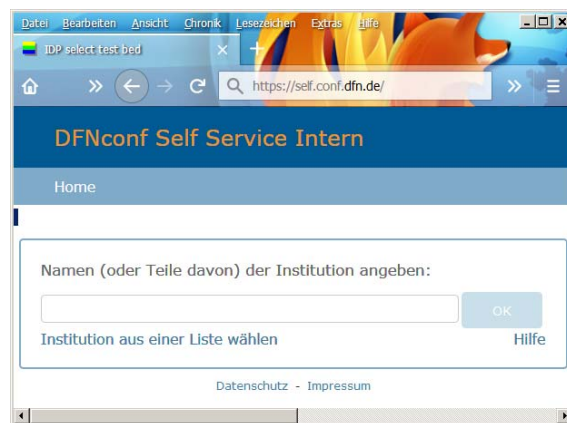 Datei Bearbeiten Ansicht Chronik Lesezeichen Extras Hilfe
IDP select test bed
https://self.conf.dfn.de/
DFNconf Self Service Intern
Home
Namen (oder Teile davon) der Institution angeben:
OK
Institution aus einer Liste wählen Hilfe
Datenschutz - Impressum